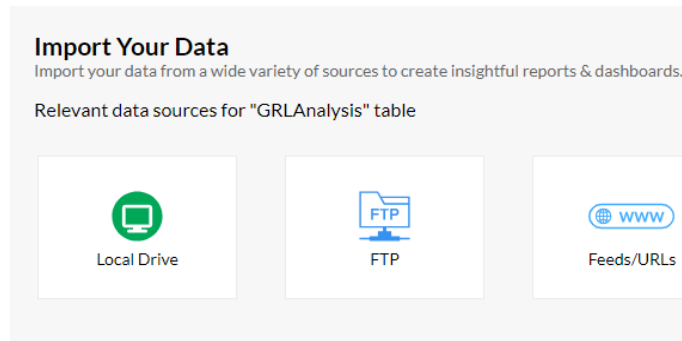 Import Your Data
Import your data from a wide variety of sources to create insightful reports & dashboards.
Relevant data sources for "GRLAnalysis" table
FTP
www
Local Drive
FTP
Feeds/URLs